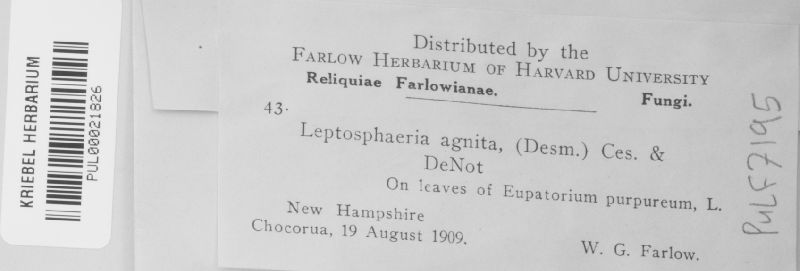 KRIEBEL HERBARIUM
PUL00021826
Distributed by the
FARLOW HERBARIUM OF HARVARD UNIVERSITY
Reliquiae Farlowianae. Fungi.
43.
Leptosphaeria agnita, (Desm.) Ces. &
DeNot
On leaves of Eupatorium purpureum, L.
New Hampshire
Chocorua, 19 August 1909.
W. G. Farlow.
PULF7195